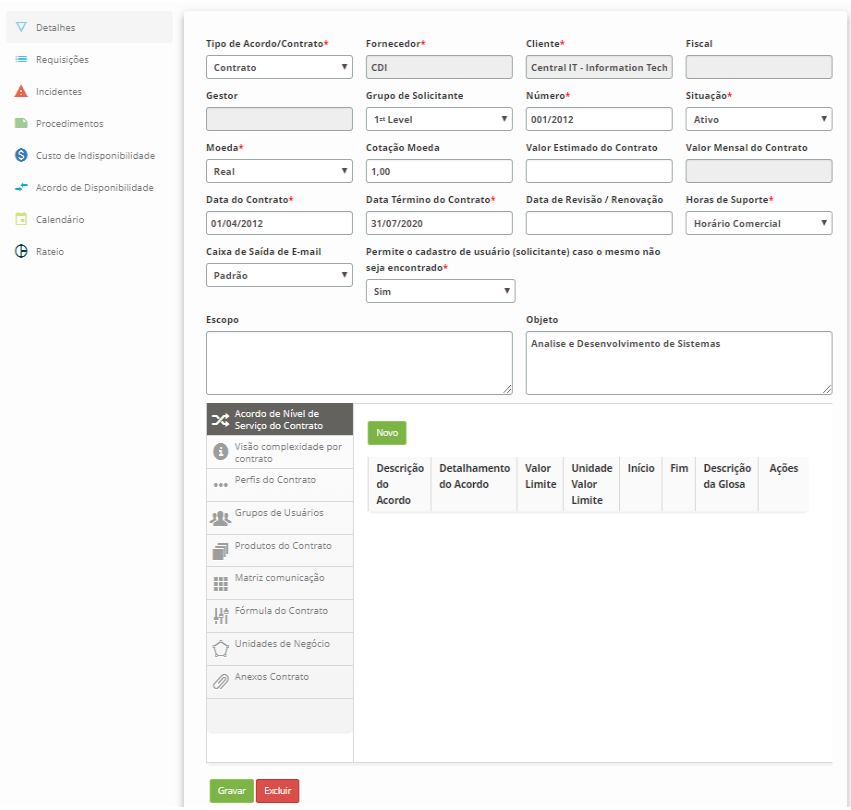 Detalhes
Requisições
Incidentes
Procedimentos
Custo de Indisponibilidade
Acordo de Disponibilidade
Calendário
Rateio
Tipo de Acordo/Contrato* Fornecedor* Cliente* Fiscal
Contrato CDI Central IT - Information Tech
Gestor Grupo de Solicitante Número* Situação*
1st Level 001/2012 Ativo
Moeda* Cotação Moeda Valor Estimado do Contrato Valor Mensal do Contrato
Real 1,00
Data do Contrato* Data Término do Contrato* Data de Revisão / Renovação Horas de Suporte*
01/04/2012 31/07/2020 Horário Comercial
Caixa de Saída de E-mail Permite o cadastro de usuário (solicitante) caso o mesmo não
seja encontrado*
Padrão
Sim
Escopo Objeto
Analise e Desenvolvimento de Sistemas
Acordo de Nível de
Serviço do Contrato
Visão complexidade por
contrato
Perfis do Contrato
Grupos de Usuários
Produtos do Contrato
Matriz comunicação
Fórmula do Contrato
Unidades de Negócio
Anexos Contrato
Novo
Descrição Detalhamento Valor Unidade Início Fim Descrição Ações
do do Acordo Limite Valor da Glosa
Acordo Limite
Gravar Excluir